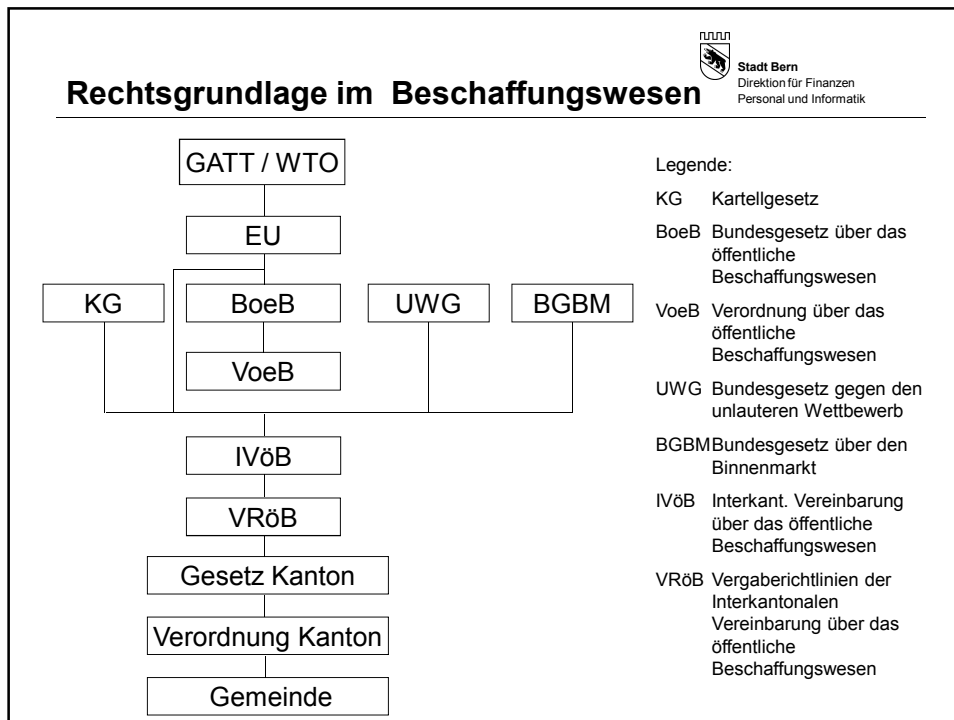 Rechtsgrundlage im Beschaffungswesen
Stadt Bern
Direktion für Finanzen
Personal und Informatik
GATT / WTO
EU
KG
BoeB
UWG
BGBM
VoeB
IVöB
VRöB
Gesetz Kanton
Verordnung Kanton
Gemeinde
Legende:
KG Kartellgesetz
BoeB Bundesgesetz über das
öffentliche
Beschaffungswesen
VoeB Verordnung über das
öffentliche
Beschaffungswesen
UWG Bundesgesetz gegen den
unlauteren Wettbewerb
BGBM Bundesgesetz über den
Binnenmarkt
IVöB Interkant. Vereinbarung
über das öffentliche
Beschaffungswesen
VRöB Vergaberichtlinien der
Interkantonalen
Vereinbarung über das
öffentliche
Beschaffungswesen